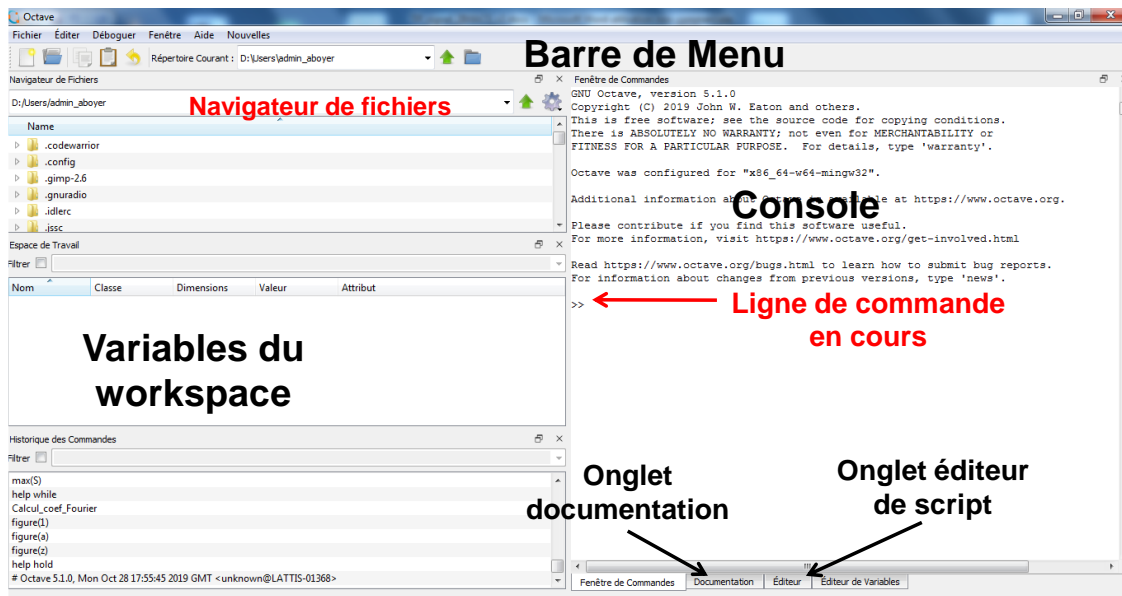 Octave
Fichier Éditer Déboguer Fenêtre Aide Nouvelles
Répertoire Courant : D:\Users\admin_aboyer
Barre de Menu
Navigateur de Fichiers
D:/Users/admin_aboyer
Navigateur de fichiers
Name
.codewarrior
.config
.gimp-2.6
.gnuradio
.idlerc
.jssc
Espace de Travail
Filtrer
Nom Classe Dimensions Valeur Attribut
Variables du
workspace
Historique des Commandes
Filtrer
max(S)
help while
Calcul_coef_Fourier
figure(1)
figure(a)
figure(z)
help hold
# Octave 5.1.0, Mon Oct 28 17:55:45 2019 GMT <unknown@LATTIS-01368>
Fenêtre de Commandes
GNU Octave, version 5.1.0
Copyright (C) 2019 John W. Eaton and others.
This is free software; see the source code for copying conditions.
There is ABSOLUTELY NO WARRANTY; not even for MERCHANTABILITY or
FITNESS FOR A PARTICULAR PURPOSE. For details, type 'warranty'.
Octave was configured for "x86_64-w64-mingw32".
Additional information about Octave is available at https://www.octave.org.
Console
Please contribute if you find this software useful.
For more information, visit https://www.octave.org/get-involved.html
Read https://www.octave.org/bugs.html to learn how to submit bug reports.
For information about changes from previous versions, type 'news'.
>>
Ligne de commande
en cours
Onglet
documentation
Onglet éditeur
de script
Fenêtre de Commandes Documentation Éditeur Éditeur de Variables